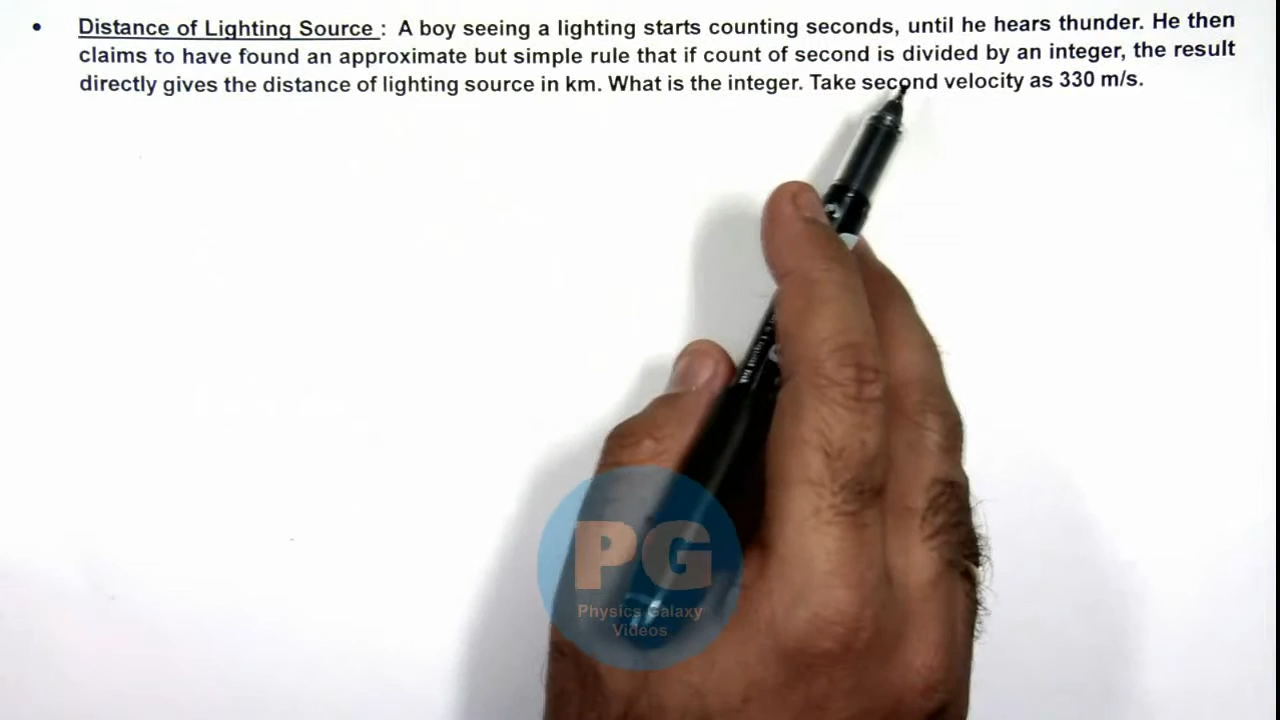 • Distance of Lighting Source : A boy seeing a lighting starts counting seconds, until he hears thunder. He then
claims to have found an approximate but simple rule that if count of second is divided by an integer, the result
directly gives the distance of lighting source in km. What is the integer. Take second velocity as 330 m/s.
PG
Physics Galaxy
Videos